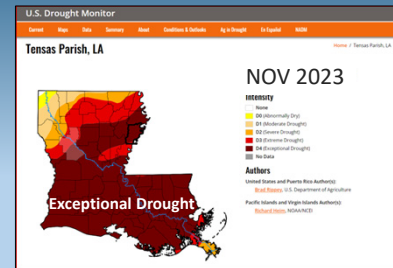 U.S. Drought Monitor
Current Maps Data Summary About Conditions & Outlooks Ag in Drought En Español NADM
Tensas Parish, LA
Home / Tensas Parish, LA
NOV 2023
Intensity
None
D0 (Abnormally Dry)
D1 (Moderate Drought)
D2 (Severe Drought)
D3 (Extreme Drought)
D4 (Exceptional Drought)
No Data
Authors
United States and Puerto Rico Author(s):
Brad Rippey, U.S. Department of Agriculture
Pacific Islands and Virgin Islands Author(s):
Richard Heim, NOAA/NCEI
Exceptional Drought